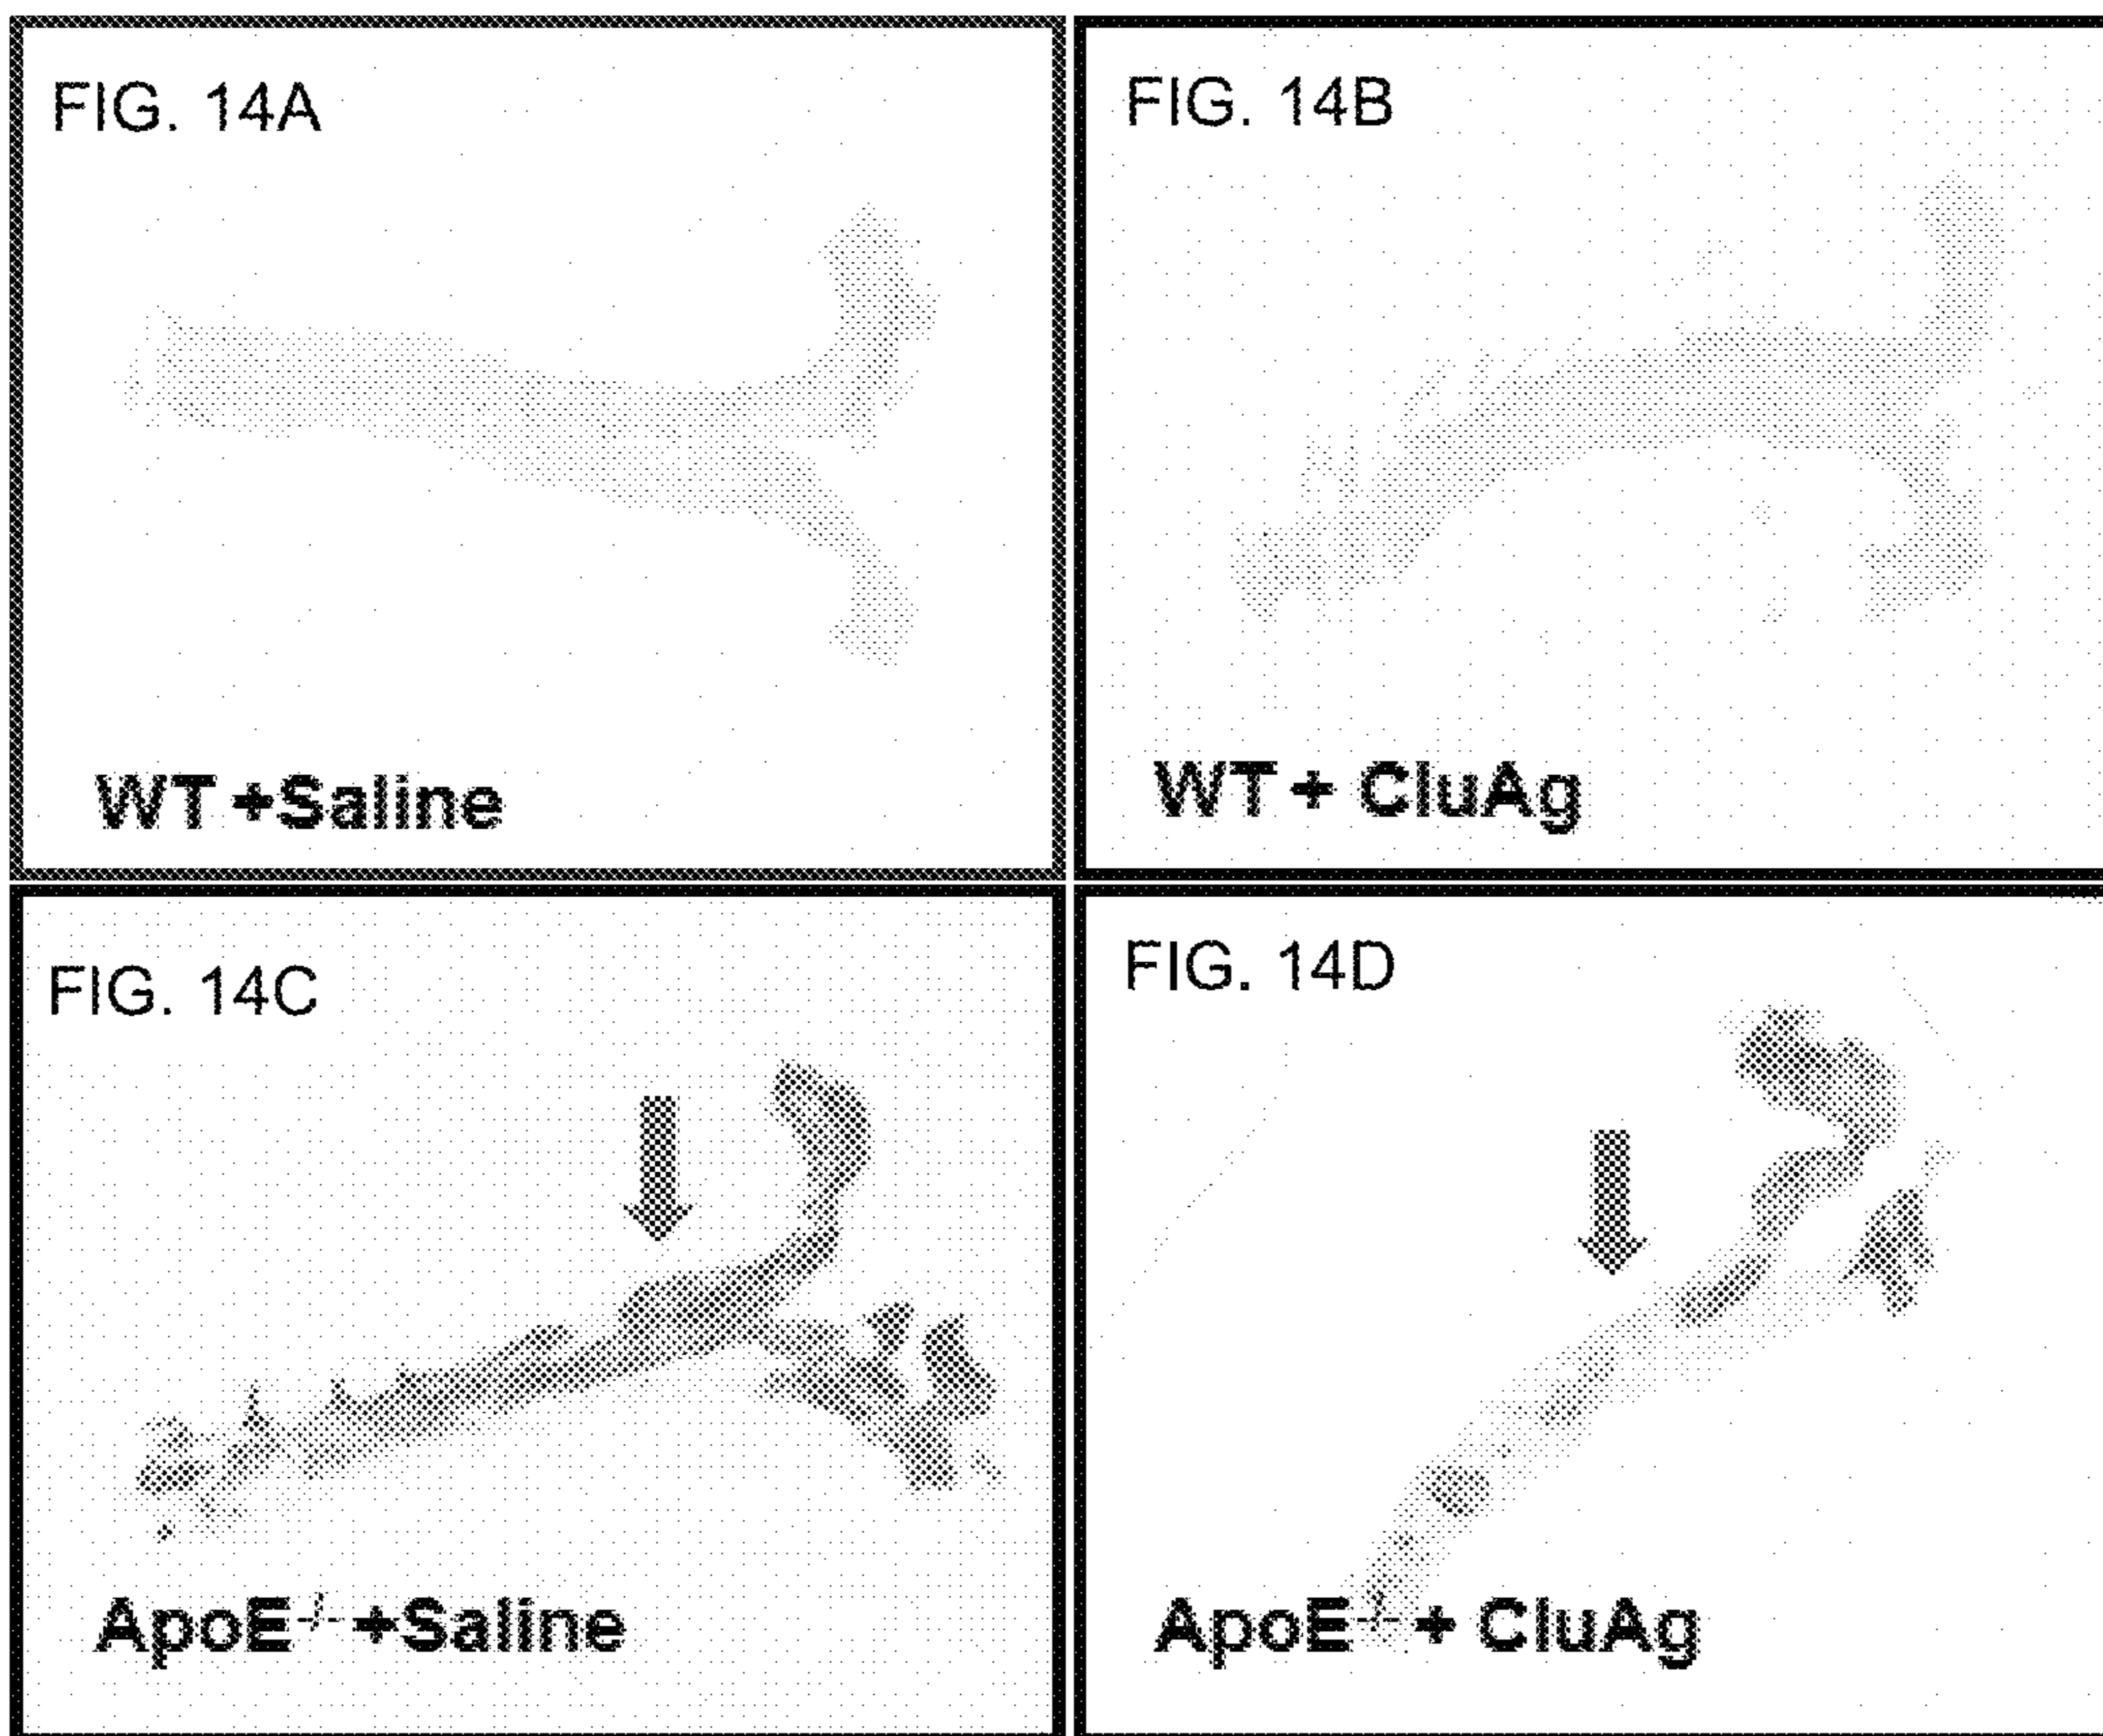 FIG. 14A
WT +Saline
FIG. 14B
WT + CluAg
FIG. 14C
ApoE-/- +Saline
FIG. 14D
ApoE-/- + CluAg